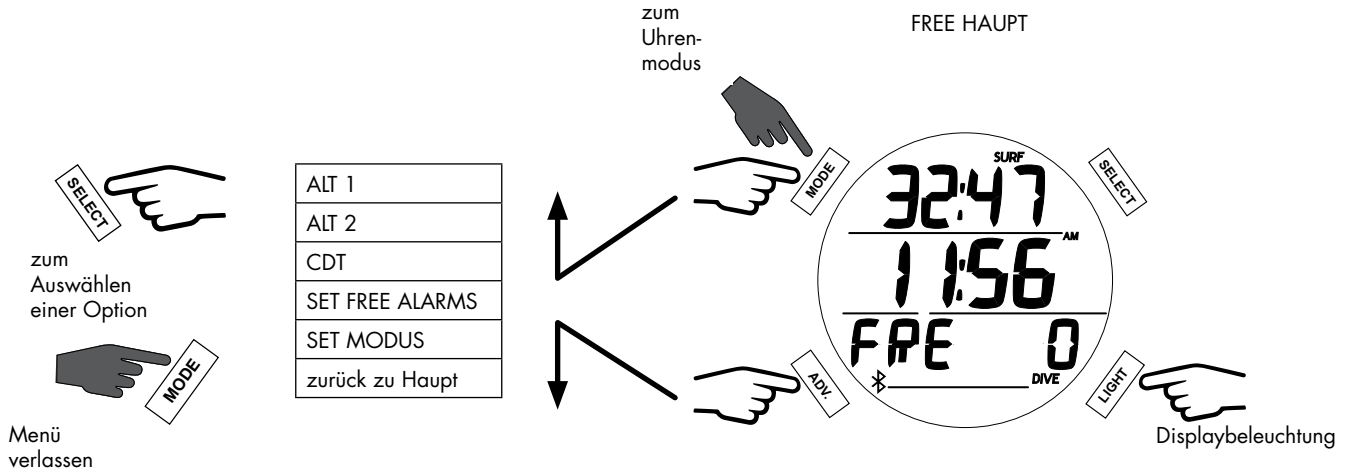 zum
Uhren-
modus
FREE HAUPT
SELECT
zum
Auswählen
einer Option
MODE
Menü
verlassen
ALT 1
ALT 2
CDT
SET FREE ALARMS
SET MODUS
zurück zu Haupt
MODE
SELECT
SURF
32:47
AM
11:56
FRE 0
DIVE
ADV.
LIGHT
Displaybeleuchtung